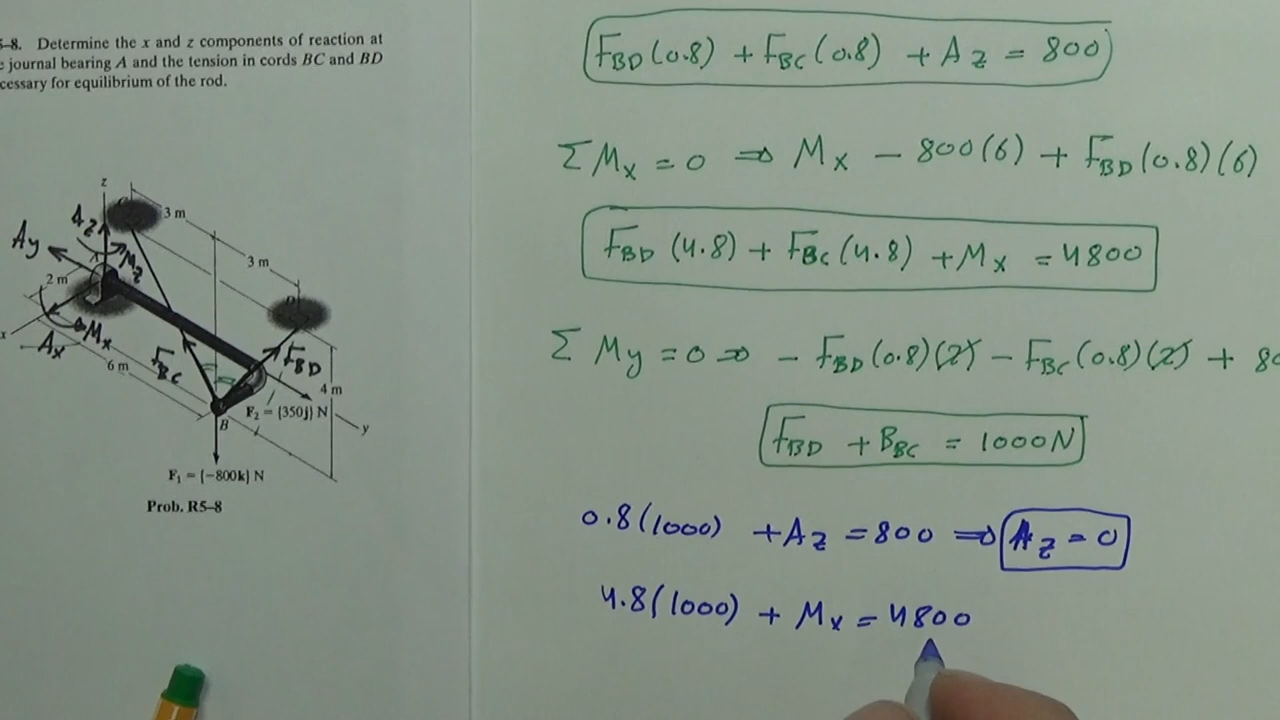 5–8. Determine the x and z components of reaction at
e journal bearing A and the tension in cords BC and BD
cessary for equilibrium of the rod.
z
3 m
Az
Ay
Mz
3 m
2 m
x
Mx
Ax
6 m
FBC
FBD
4 m
F₂ = {350j} N
B
y
F₁ = {−800k} N
Prob. R5–8
FBD(0.8) + FBC(0.8) + Az = 800
ΣMx = 0 ⇒ Mx − 800(6) + FBD(0.8)(6)
FBD(4.8) + FBC(4.8) + Mx = 4800
ΣMy = 0 ⇒ − FBD(0.8)(2) − FBC(0.8)(2) + 80
FBD + BBC = 1000N
0.8(1000) + Az = 800 ⇒ Az = 0
4.8(1000) + Mx = 4800